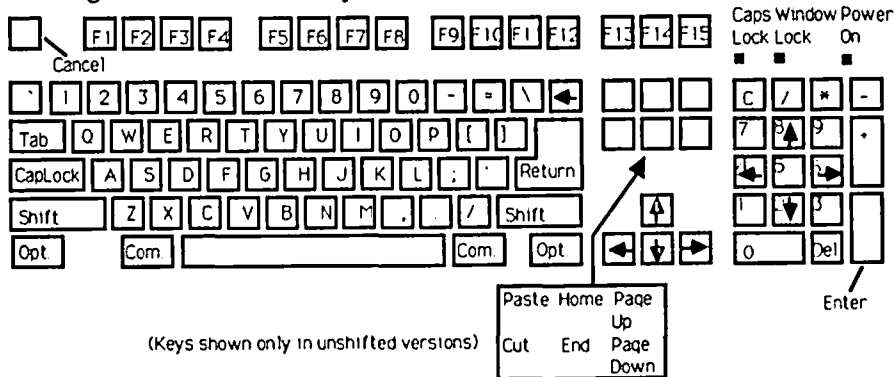 Caps Window Power
Lock Lock On
F1 F2 F3 F4 F5 F6 F7 F8 F9 F10 F11 F12 F13 F14 F15
Cancel
` 1 2 3 4 5 6 7 8 9 0 - = \ C / * -
Tab Q W E R T Y U I O P [ ] 7 8 9 +
CapLock A S D F G H J K L ; ' Return 4 5 6
Shift Z X C V B N M , . / Shift 1 2 3
Opt. Com. Com. Opt. 0 Del
Enter
Paste Home Page
Up
(Keys shown only in unshifted versions)
Cut End Page
Down